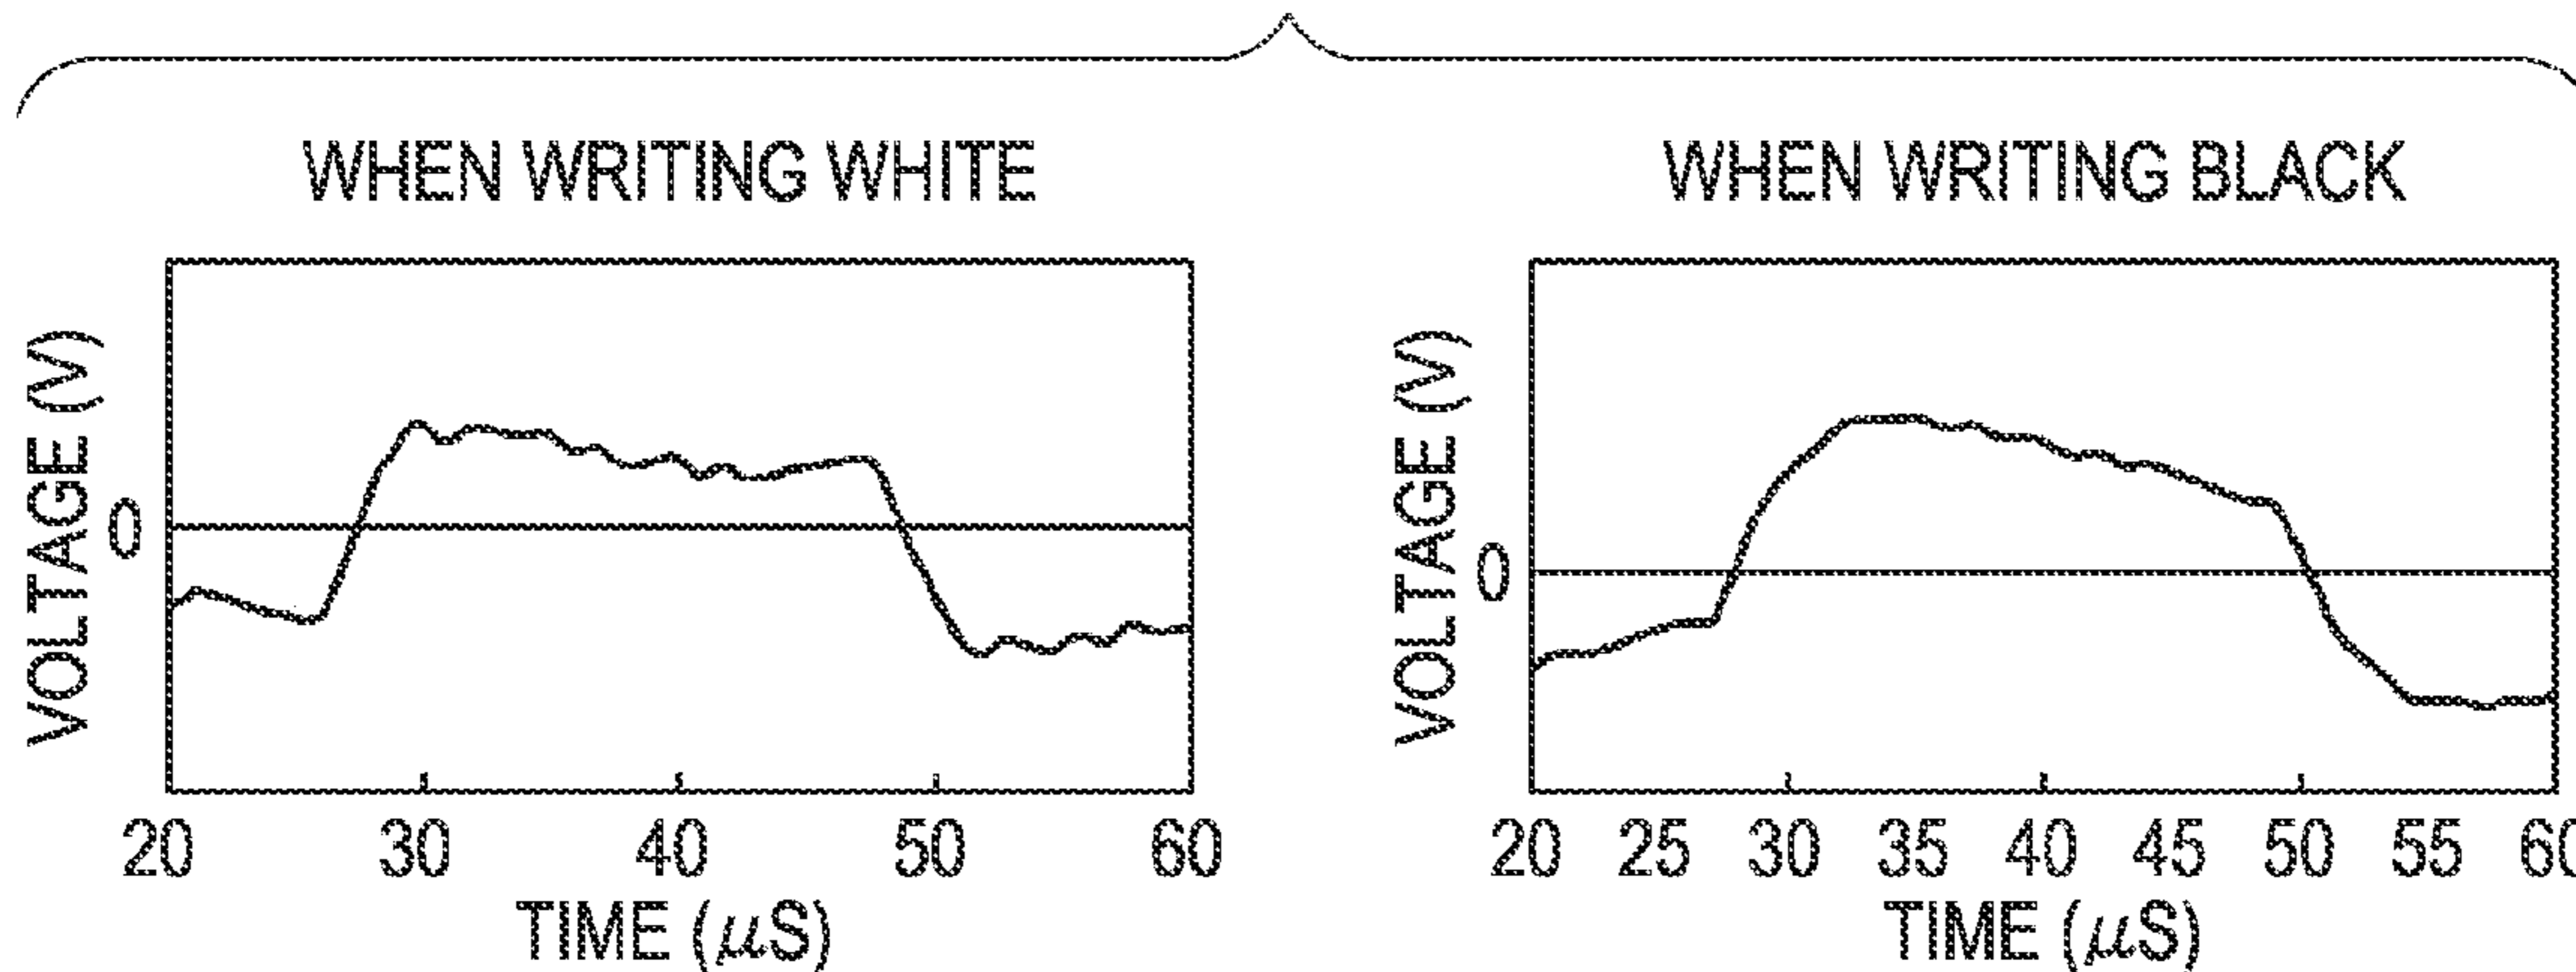 WHEN WRITING WHITE
VOLTAGE (V)
0
20 30 40 50 60
TIME (μS)
WHEN WRITING BLACK
VOLTAGE (V)
0
20 25 30 35 40 45 50 55 60
TIME (μS)